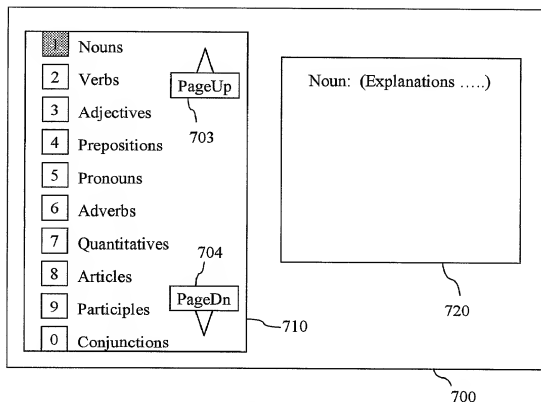 1 Nouns
2 Verbs
3 Adjectives
4 Prepositions
5 Pronouns
6 Adverbs
7 Quantitatives
8 Articles
9 Participles
0 Conjunctions
PageUp
703
704
PageDn
710
Noun: (Explanations .....)
720
700